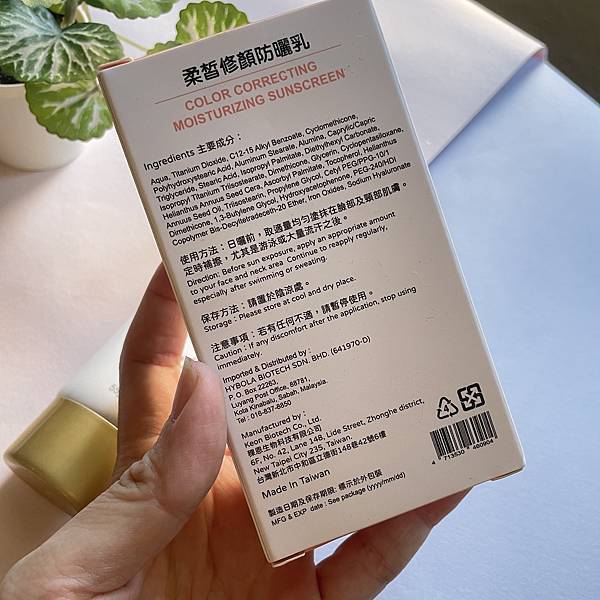 柔皙修顏防曬乳
COLOR CORRECTING
MOISTURIZING SUNSCREEN
Ingredients 主要成分：
Aqua, Titanium Dioxide, C12-15 Alkyl Benzoate, Cyclomethicone,
Polyhydroxystearic Acid, Aluminum Stearate, Alumina, Caprylic/Capric
Triglyceride, Stearic Acid, Isopropyl Palmitate, Diethylhexyl Carbonate,
Isopropyl Titanium Triisostearate, Dimethicone, Glycerin, Cyclopentasiloxane,
Helianthus Annuus Seed Cera, Ascorbyl Palmitate, Tocopherol, Helianthus
Annuus Seed Oil, Triisostearin, Propylene Glycol, Cetyl PEG/PPG-10/1
Dimethicone, 1,3-Butylene Glycol, Hydroxyacetophenone, PEG-240/HDI
Copolymer Bis-Decyltetradeceth-20 Ether, Iron Oxides, Sodium Hyaluronate
使用方法：日曬前，取適量均勻塗抹在臉部及頸部肌膚。
定時補擦，尤其是游泳或大量流汗之後。
Direction: Before sun exposure, apply an appropriate amount
to your face and neck area Continue to reapply regularly,
especially after swimming or sweating.
保存方法：請置於陰涼處。
Storage : Please store at cool and dry place.
注意事項：若有任何不適，請暫停使用。
Caution : If any discomfort after the application, stop using
immediately.
Imported & Distributed by :
HYBOLA BIOTECH SDN. BHD. (641970-D)
P.O. BOX 22263,
Luyang Post Office, 88781,
Kota Kinabalu, Sabah, Malaysia.
Tel : 016-837-8850
Manufactured by :
Keon Biotech Co., Ltd.
生物科技有限公司
6F, No. 42, Lane 148, Lide Street, Zhonghe district,
New Taipei City 235, Taiwan.
台灣新北市中和區立德街148巷42號6樓
Made in Taiwan
製造日期及保存期限: 標示於外包裝
MFG & EXP date : See package (yyyy/mm/dd)
4 713530 460904